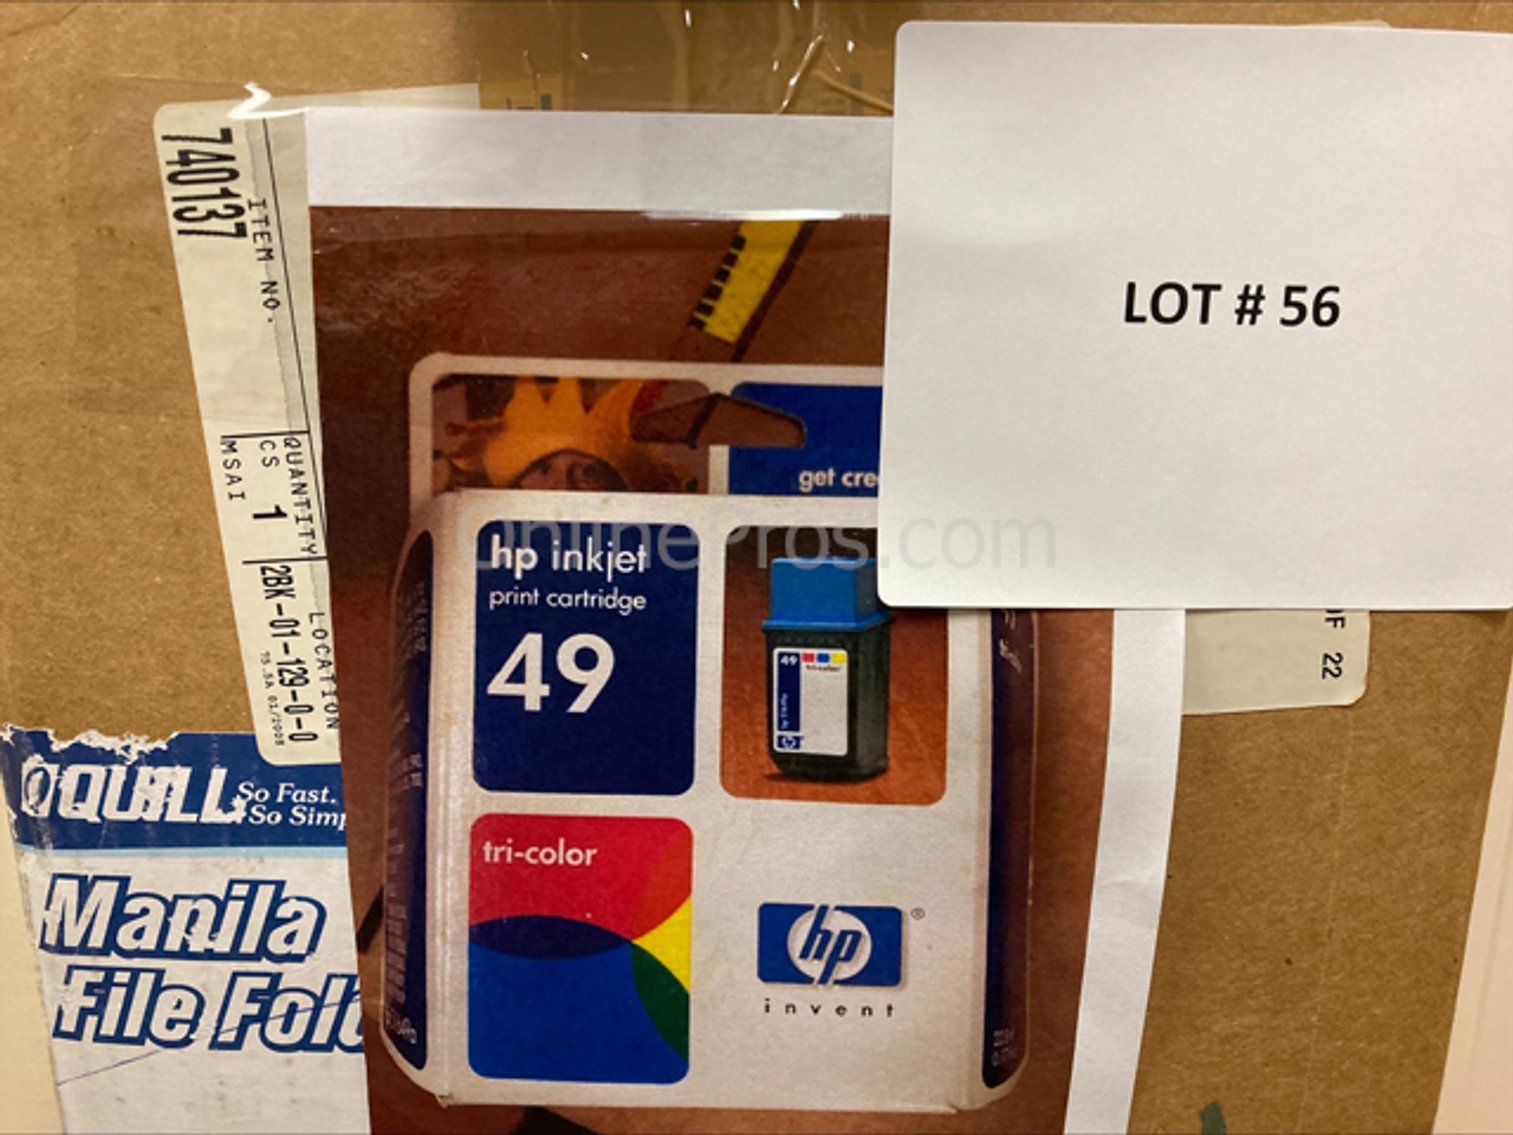 740137
ITEM NO.
QUANTITY
CS 1
MSAI
LOCATION
2BK-01-129-0-0
LOT # 56
get cre
OnlinePros.com
hp inkjet
print cartridge
49
49
tri-color
tri-color
hp
®
invent
OF 22
QUILL
So Fast.
So Simp
Manila
File Fold